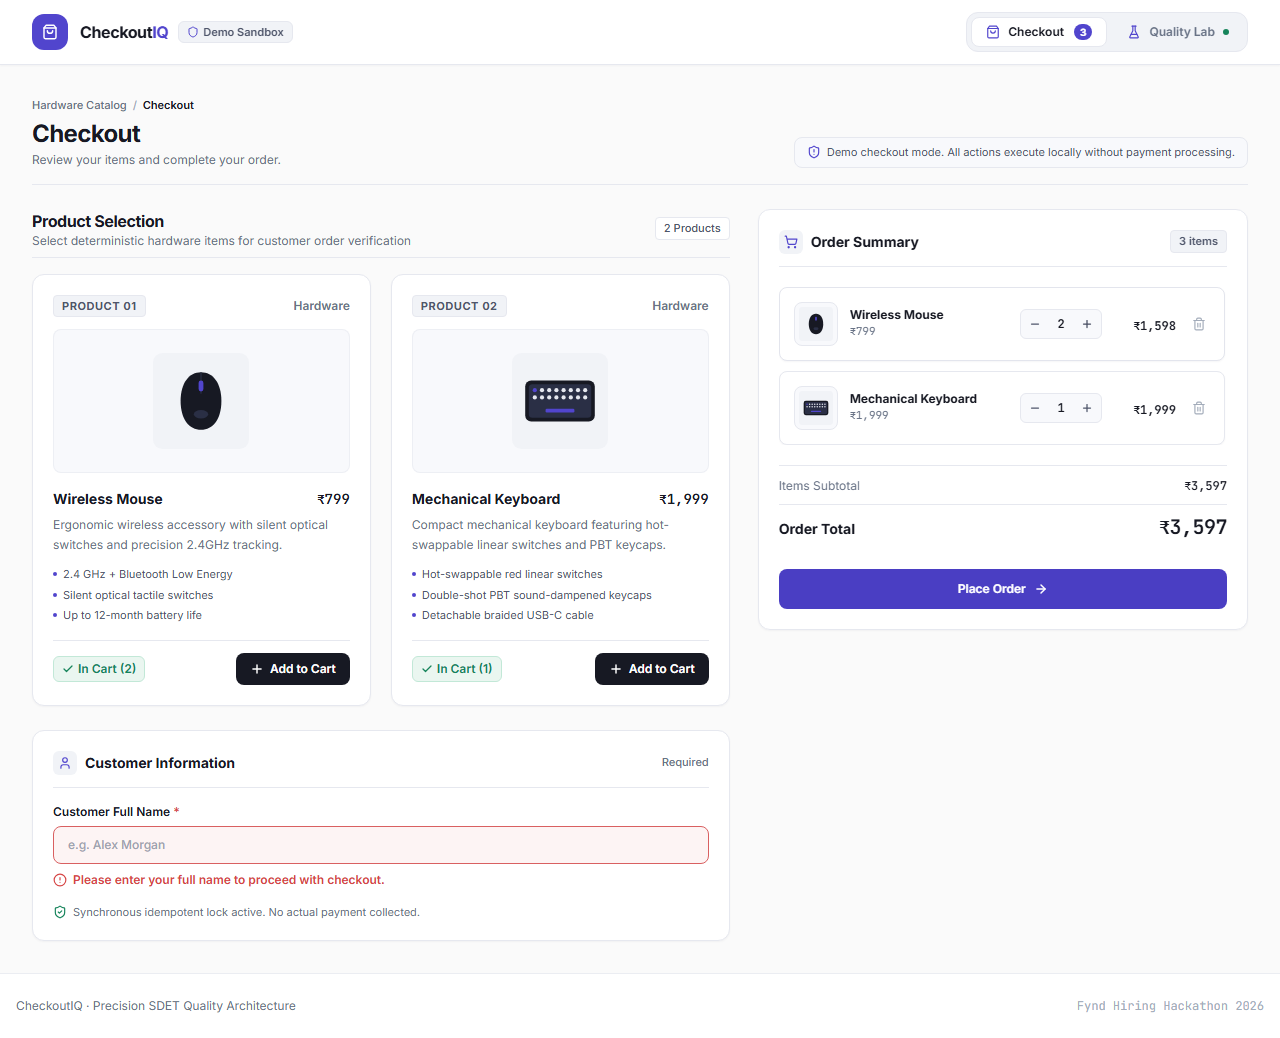 CheckoutIQ
Demo Sandbox
Checkout 3
Quality Lab
Hardware Catalog / Checkout
Checkout
Review your items and complete your order.
Demo checkout mode. All actions execute locally without payment processing.
Product Selection
Select deterministic hardware items for customer order verification
2 Products
PRODUCT 01
Hardware
Wireless Mouse
₹799
Ergonomic wireless accessory with silent optical
switches and precision 2.4GHz tracking.
2.4 GHz + Bluetooth Low Energy
Silent optical tactile switches
Up to 12-month battery life
In Cart (2)
+ Add to Cart
PRODUCT 02
Hardware
Mechanical Keyboard
₹1,999
Compact mechanical keyboard featuring hot-
swappable linear switches and PBT keycaps.
Hot-swappable red linear switches
Double-shot PBT sound-dampened keycaps
Detachable braided USB-C cable
In Cart (1)
+ Add to Cart
Customer Information
Required
Customer Full Name *
e.g. Alex Morgan
Please enter your full name to proceed with checkout.
Synchronous idempotent lock active. No actual payment collected.
Order Summary
3 items
Wireless Mouse
₹799
− 2 +
₹1,598
Mechanical Keyboard
₹1,999
− 1 +
₹1,999
Items Subtotal
₹3,597
Order Total
₹3,597
Place Order →
CheckoutIQ · Precision SDET Quality Architecture
Fynd Hiring Hackathon 2026